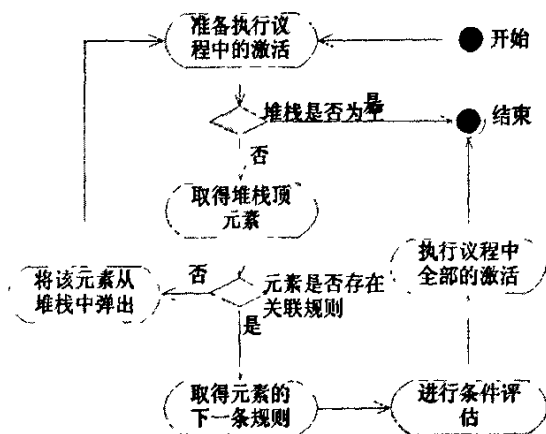 准备执行议
程中的激活
开始
堆栈是否为空
是
结束
否
取得堆栈顶
元素
执行议程中
全部的激活
将该元素从
堆栈中弹出
否
元素是否存在
关联规则
是
取得元素的
下一条规则
进行条件评
估